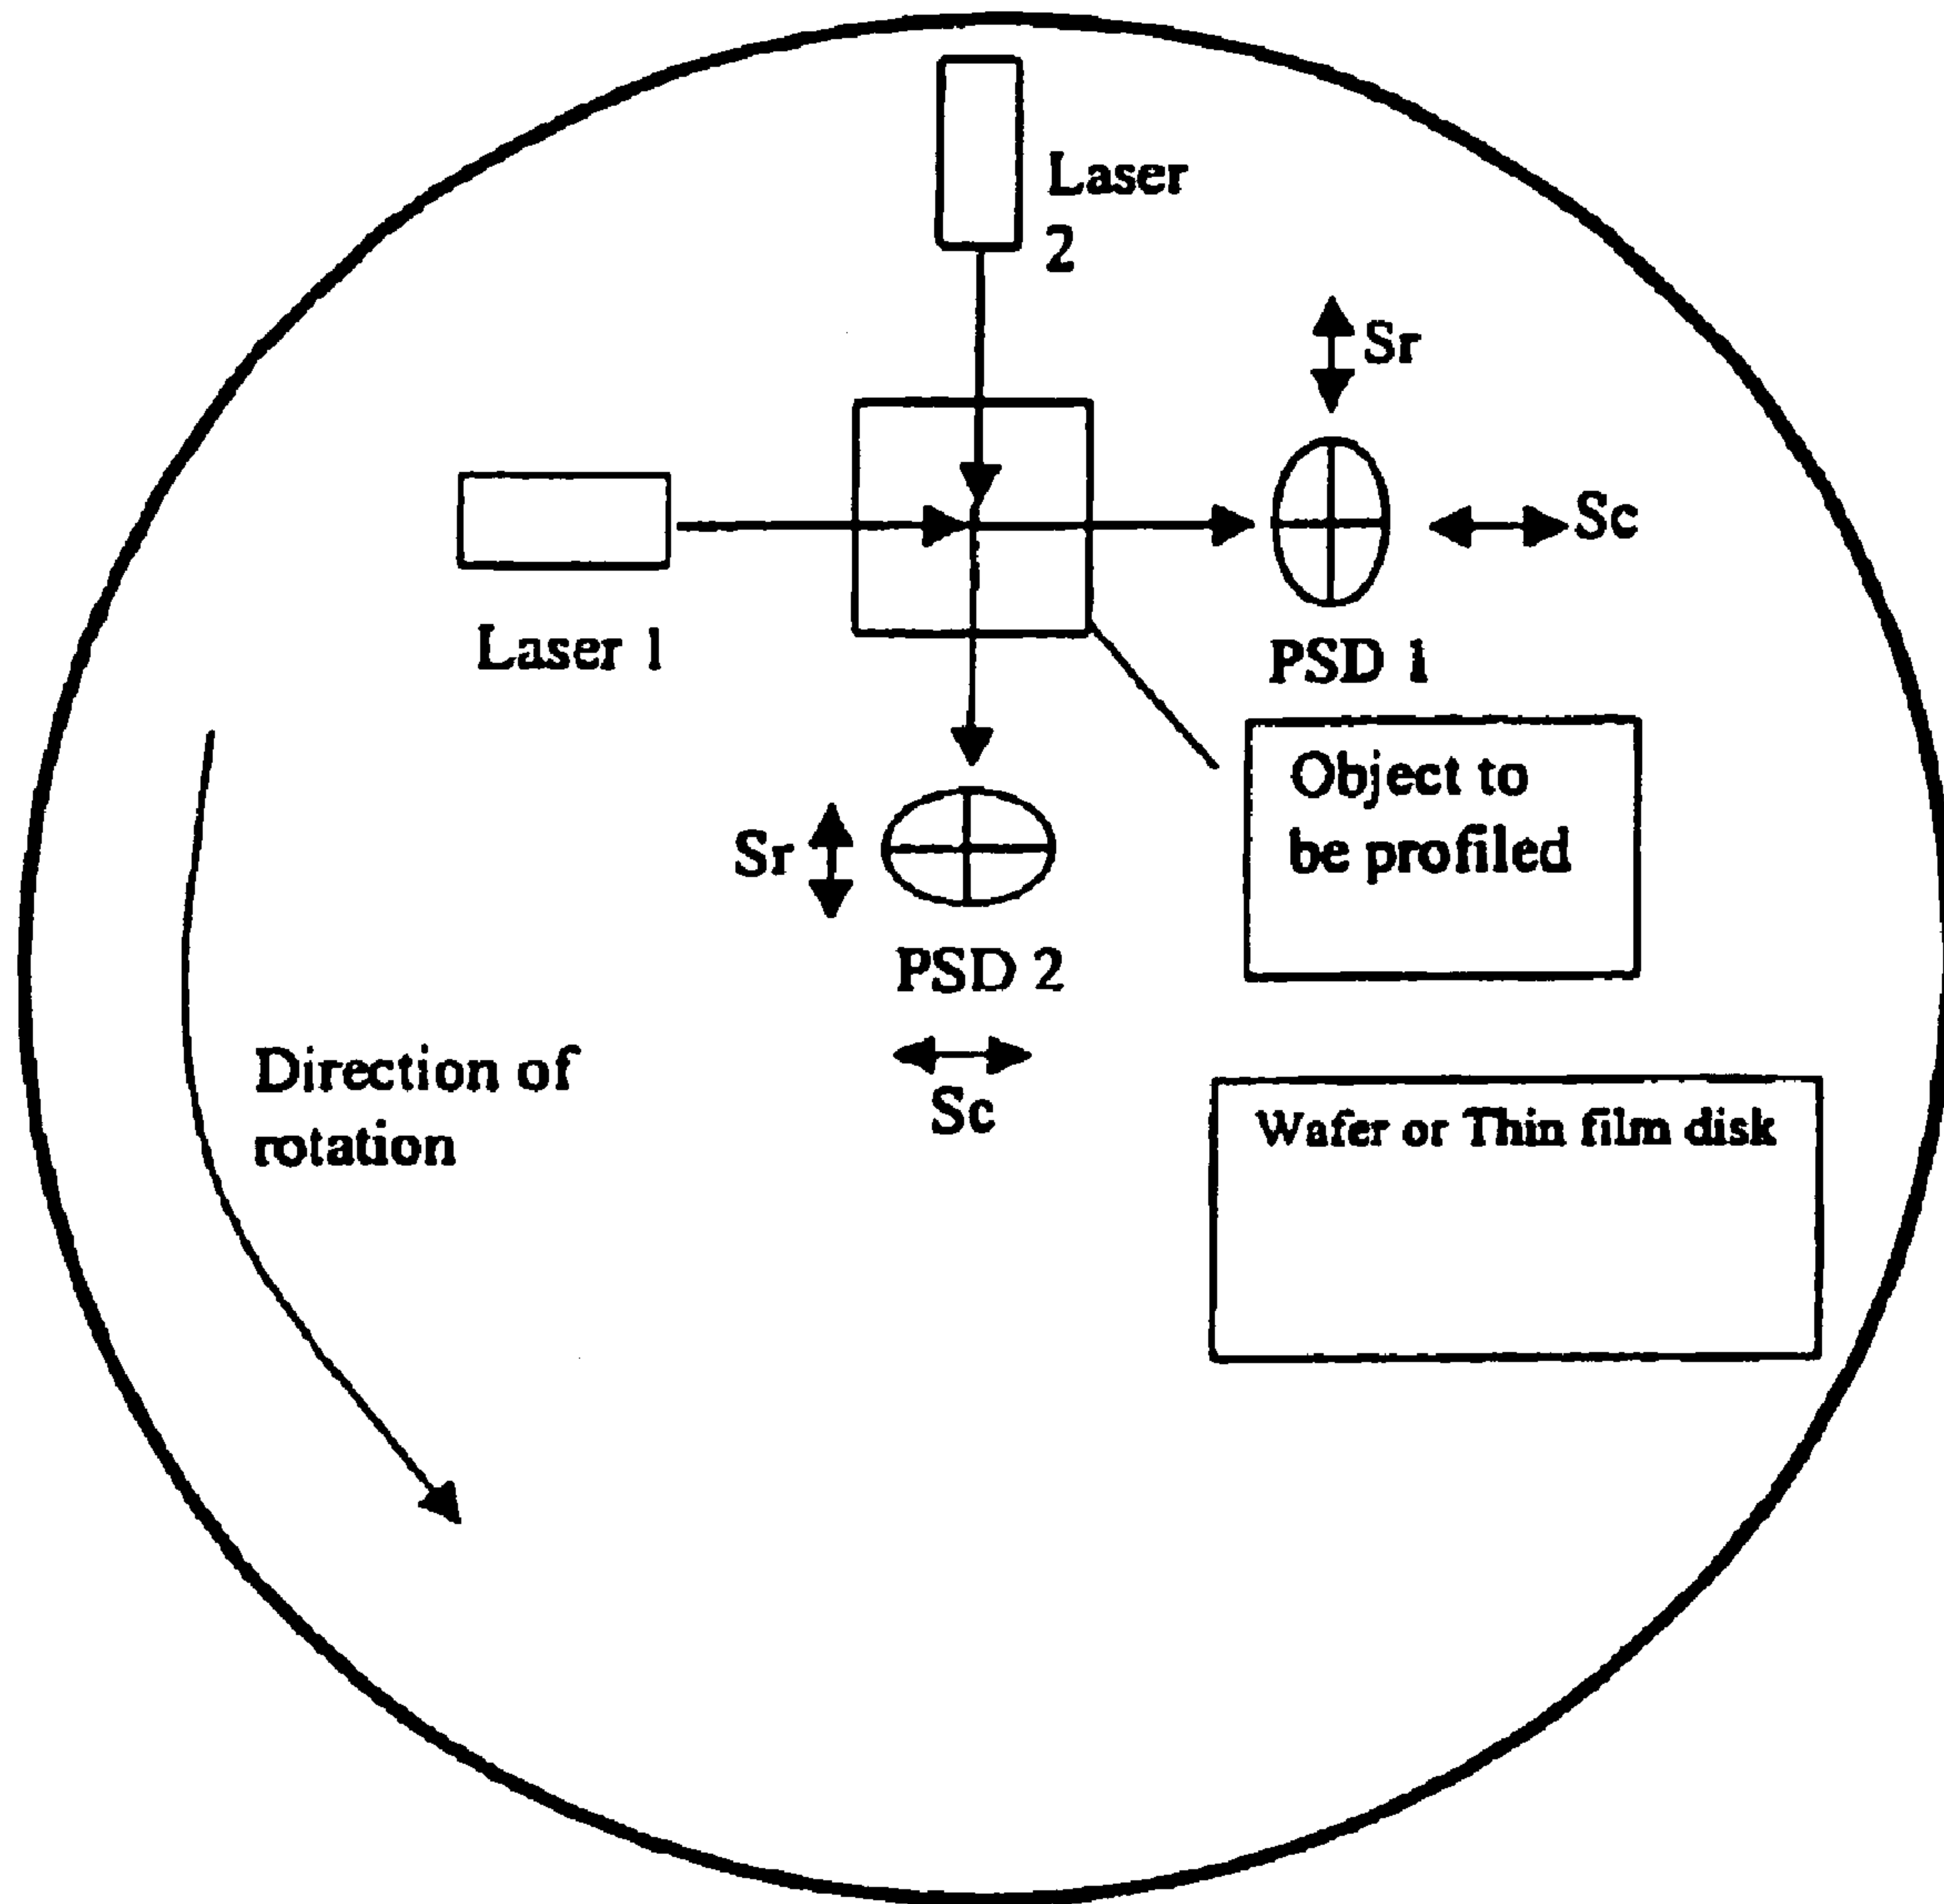 Laser
2
Sr
Sc
Laser 1
PSD 1
Object to
be profiled
Sr
PSD 2
Sc
Direction of
rotation
Wafer or Thin film disk